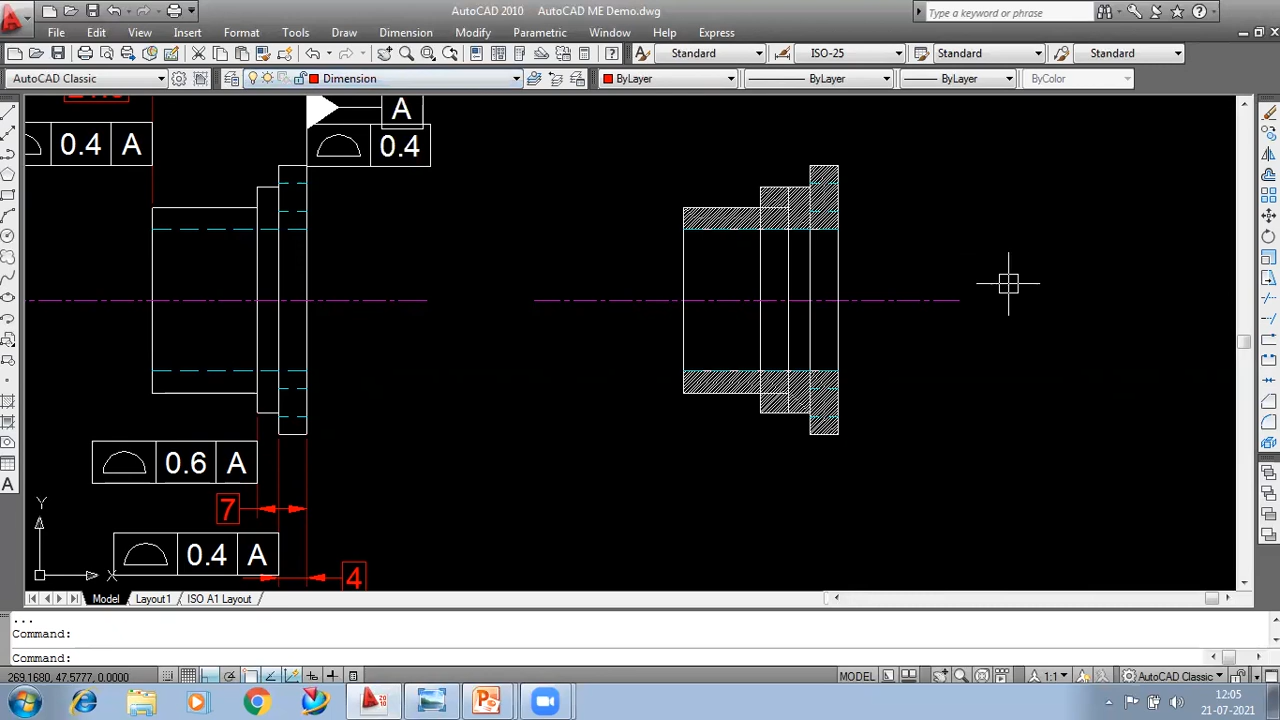 AutoCAD 2010 AutoCAD ME Demo.dwg
Type a keyword or phrase
File Edit View Insert Format Tools Draw Dimension Modify Parametric Window Help Express
Standard ISO-25 Standard Standard
AutoCAD Classic Dimension ByLayer ByLayer ByLayer ByColor
A
0.4 A
0.4
0.6 A
7
0.4 A
4
Y
X
Model Layout1 ISO A1 Layout
...
Command:
Command:
269.1690, 47.5777, 0.0000 MODEL 1:1 AutoCAD Classic
12:05
21-07-2021